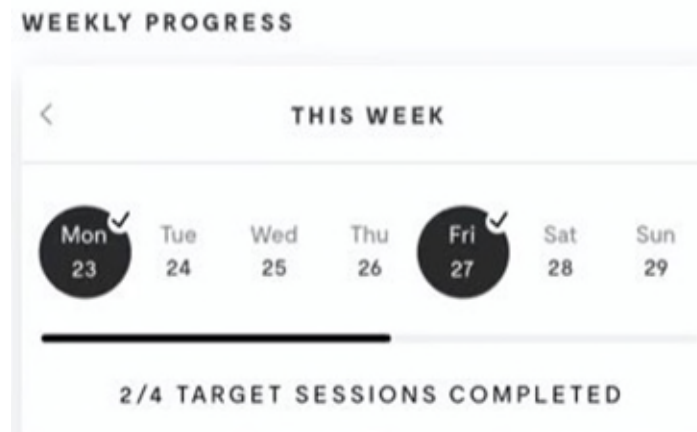 WEEKLY PROGRESS
THIS WEEK
Mon Tue Wed Thu Fri Sat Sun
23 24 25 26 27 28 29
2/4 TARGET SESSIONS COMPLETED